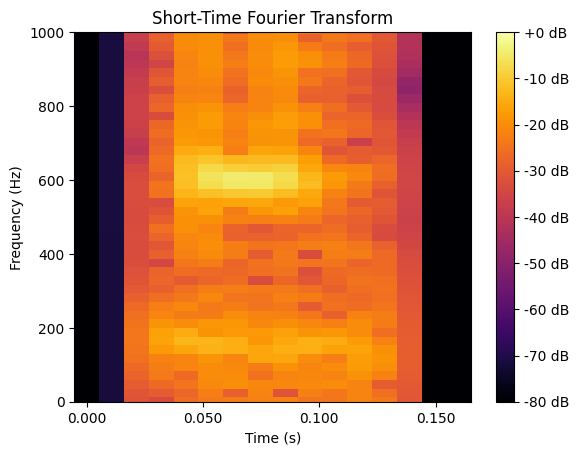 Short-Time Fourier Transform
1000
800
600
400
200
0
Frequency (Hz)
0.000
0.050
0.100
0.150
Time (s)
+0 dB
-10 dB
-20 dB
-30 dB
-40 dB
-50 dB
-60 dB
-70 dB
-80 dB